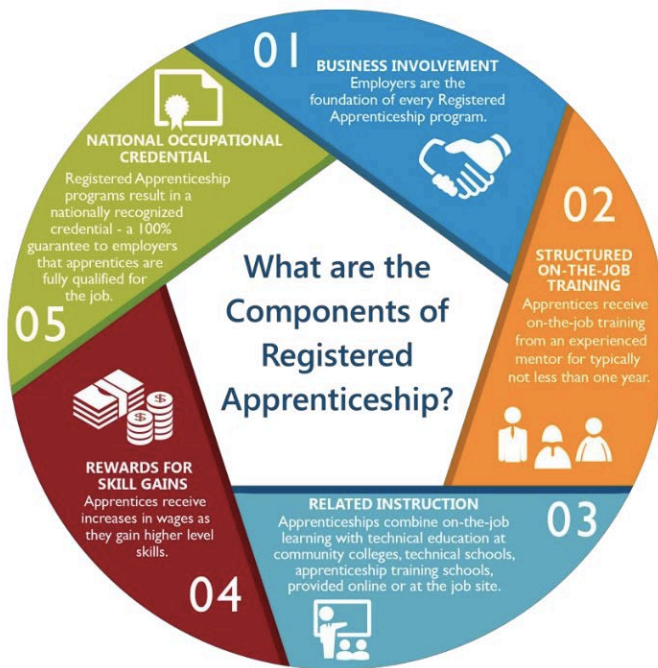 What are the
Components of
Registered
Apprenticeship?
01
BUSINESS INVOLVEMENT
Employers are the
foundation of every Registered
Apprenticeship program.
02
STRUCTURED
ON-THE-JOB
TRAINING
Apprentices receive
on-the-job training
from an experienced
mentor for typically
not less than one year.
03
RELATED INSTRUCTION
Apprenticeships combine on-the-job
learning with technical education at
community colleges, technical schools,
apprenticeship training schools,
provided online or at the job site.
04
REWARDS FOR
SKILL GAINS
Apprentices receive
increases in wages as
they gain higher level
skills.
$
$
05
NATIONAL OCCUPATIONAL
CREDENTIAL
Registered Apprenticeship
programs result in a
nationally recognized
credential - a 100%
guarantee to employers
that apprentices are
fully qualified for
the job.